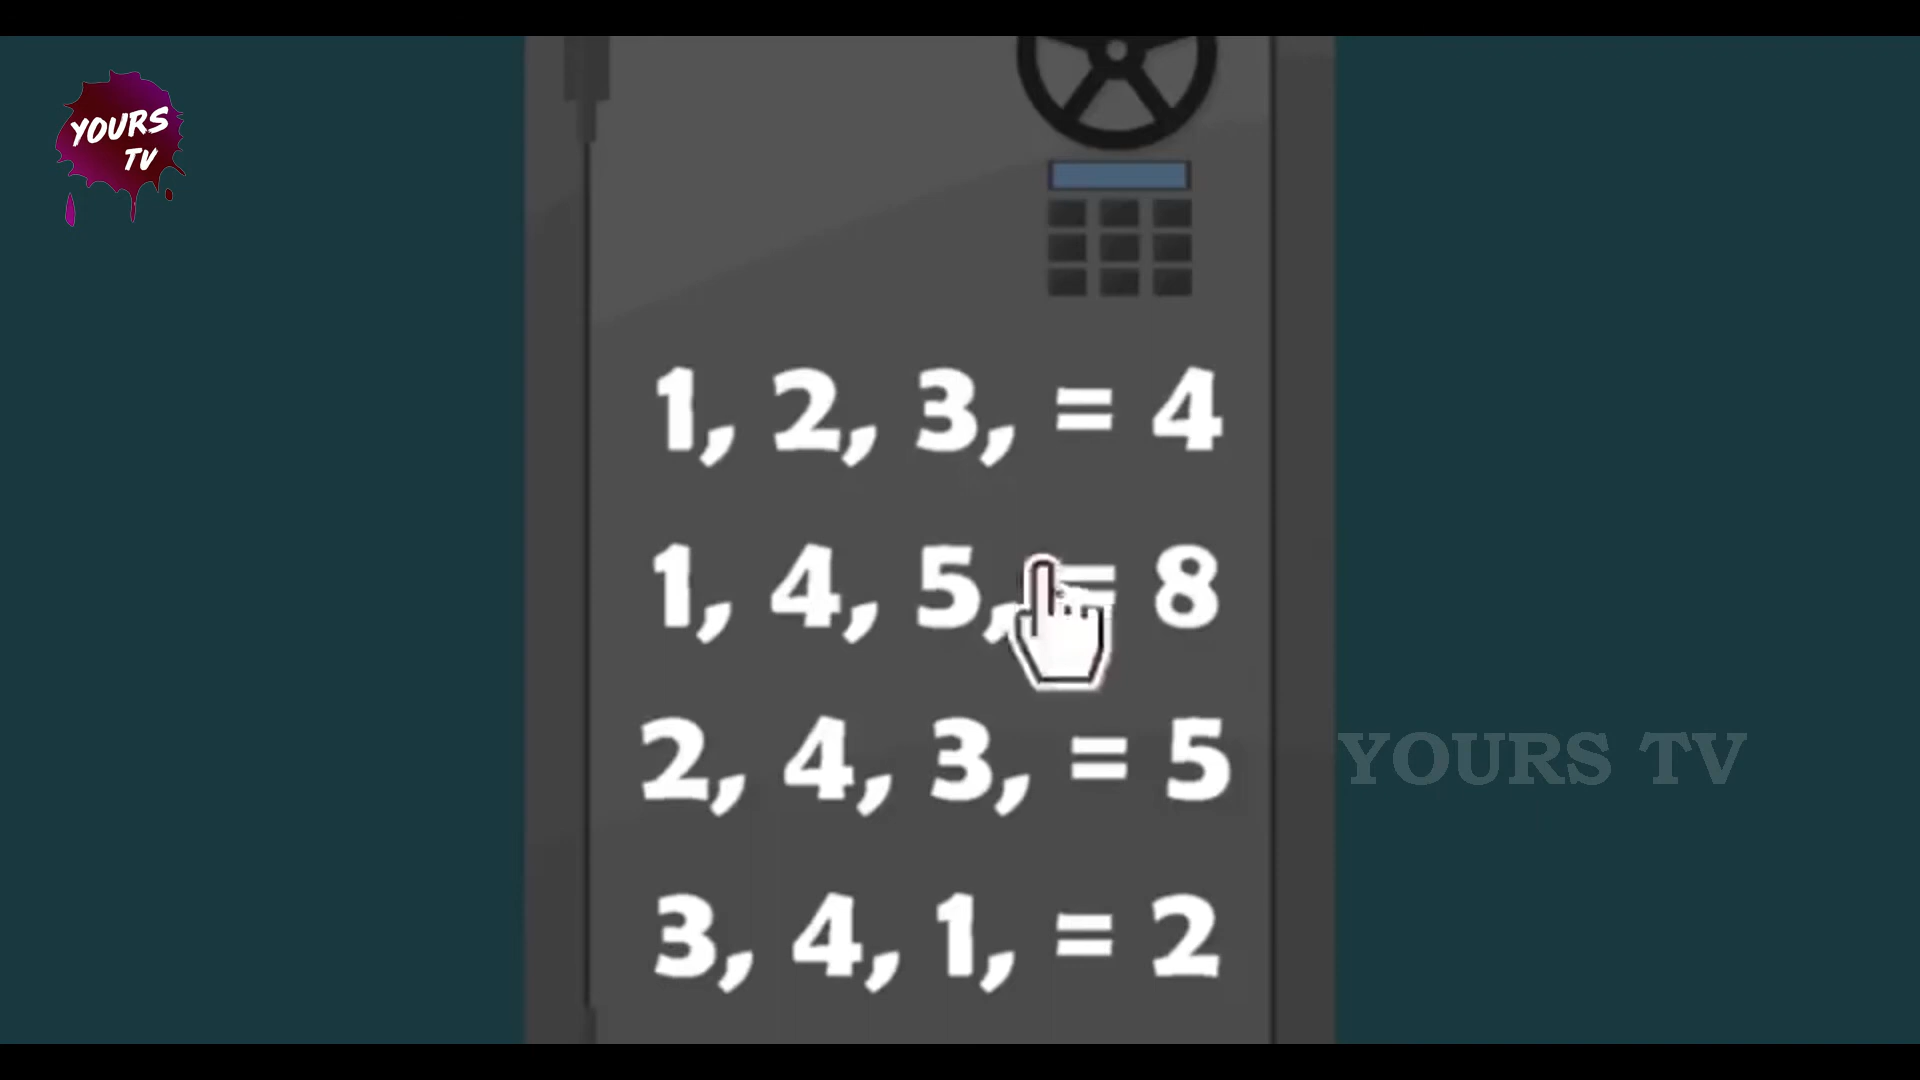 YOURS
TV
1, 2, 3, = 4
1, 4, 5, = 8
2, 4, 3, = 5
YOURS TV
3, 4, 1, = 2